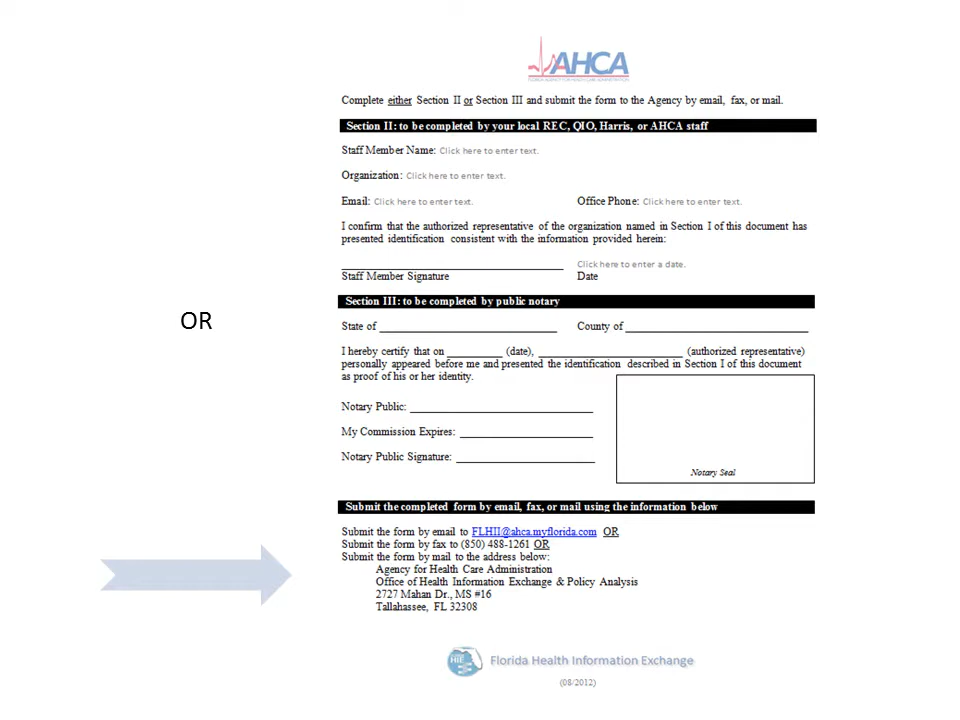 AHCA
FLORIDA AGENCY FOR HEALTH CARE ADMINISTRATION
Complete either Section II or Section III and submit the form to the Agency by email, fax, or mail.
Section II: to be completed by your local REC, QIO, Harris, or AHCA staff
Staff Member Name: Click here to enter text.
Organization: Click here to enter text.
Email: Click here to enter text. Office Phone: Click here to enter text.
I confirm that the authorized representative of the organization named in Section I of this document has
presented identification consistent with the information provided herein:
Click here to enter a date.
Staff Member Signature Date
Section III: to be completed by public notary
OR
State of County of
I hereby certify that on (date), (authorized representative)
personally appeared before me and presented the identification described in Section I of this document
as proof of his or her identity.
Notary Public:
My Commission Expires:
Notary Public Signature:
Notary Seal
Submit the completed form by email, fax, or mail using the information below
Submit the form by email to FLHII@ahca.myflorida.com OR
Submit the form by fax to (850) 488-1261 OR
Submit the form by mail to the address below:
Agency for Health Care Administration
Office of Health Information Exchange & Policy Analysis
2727 Mahan Dr., MS #16
Tallahassee, FL 32308
HIE Florida Health Information Exchange
(08/2012)